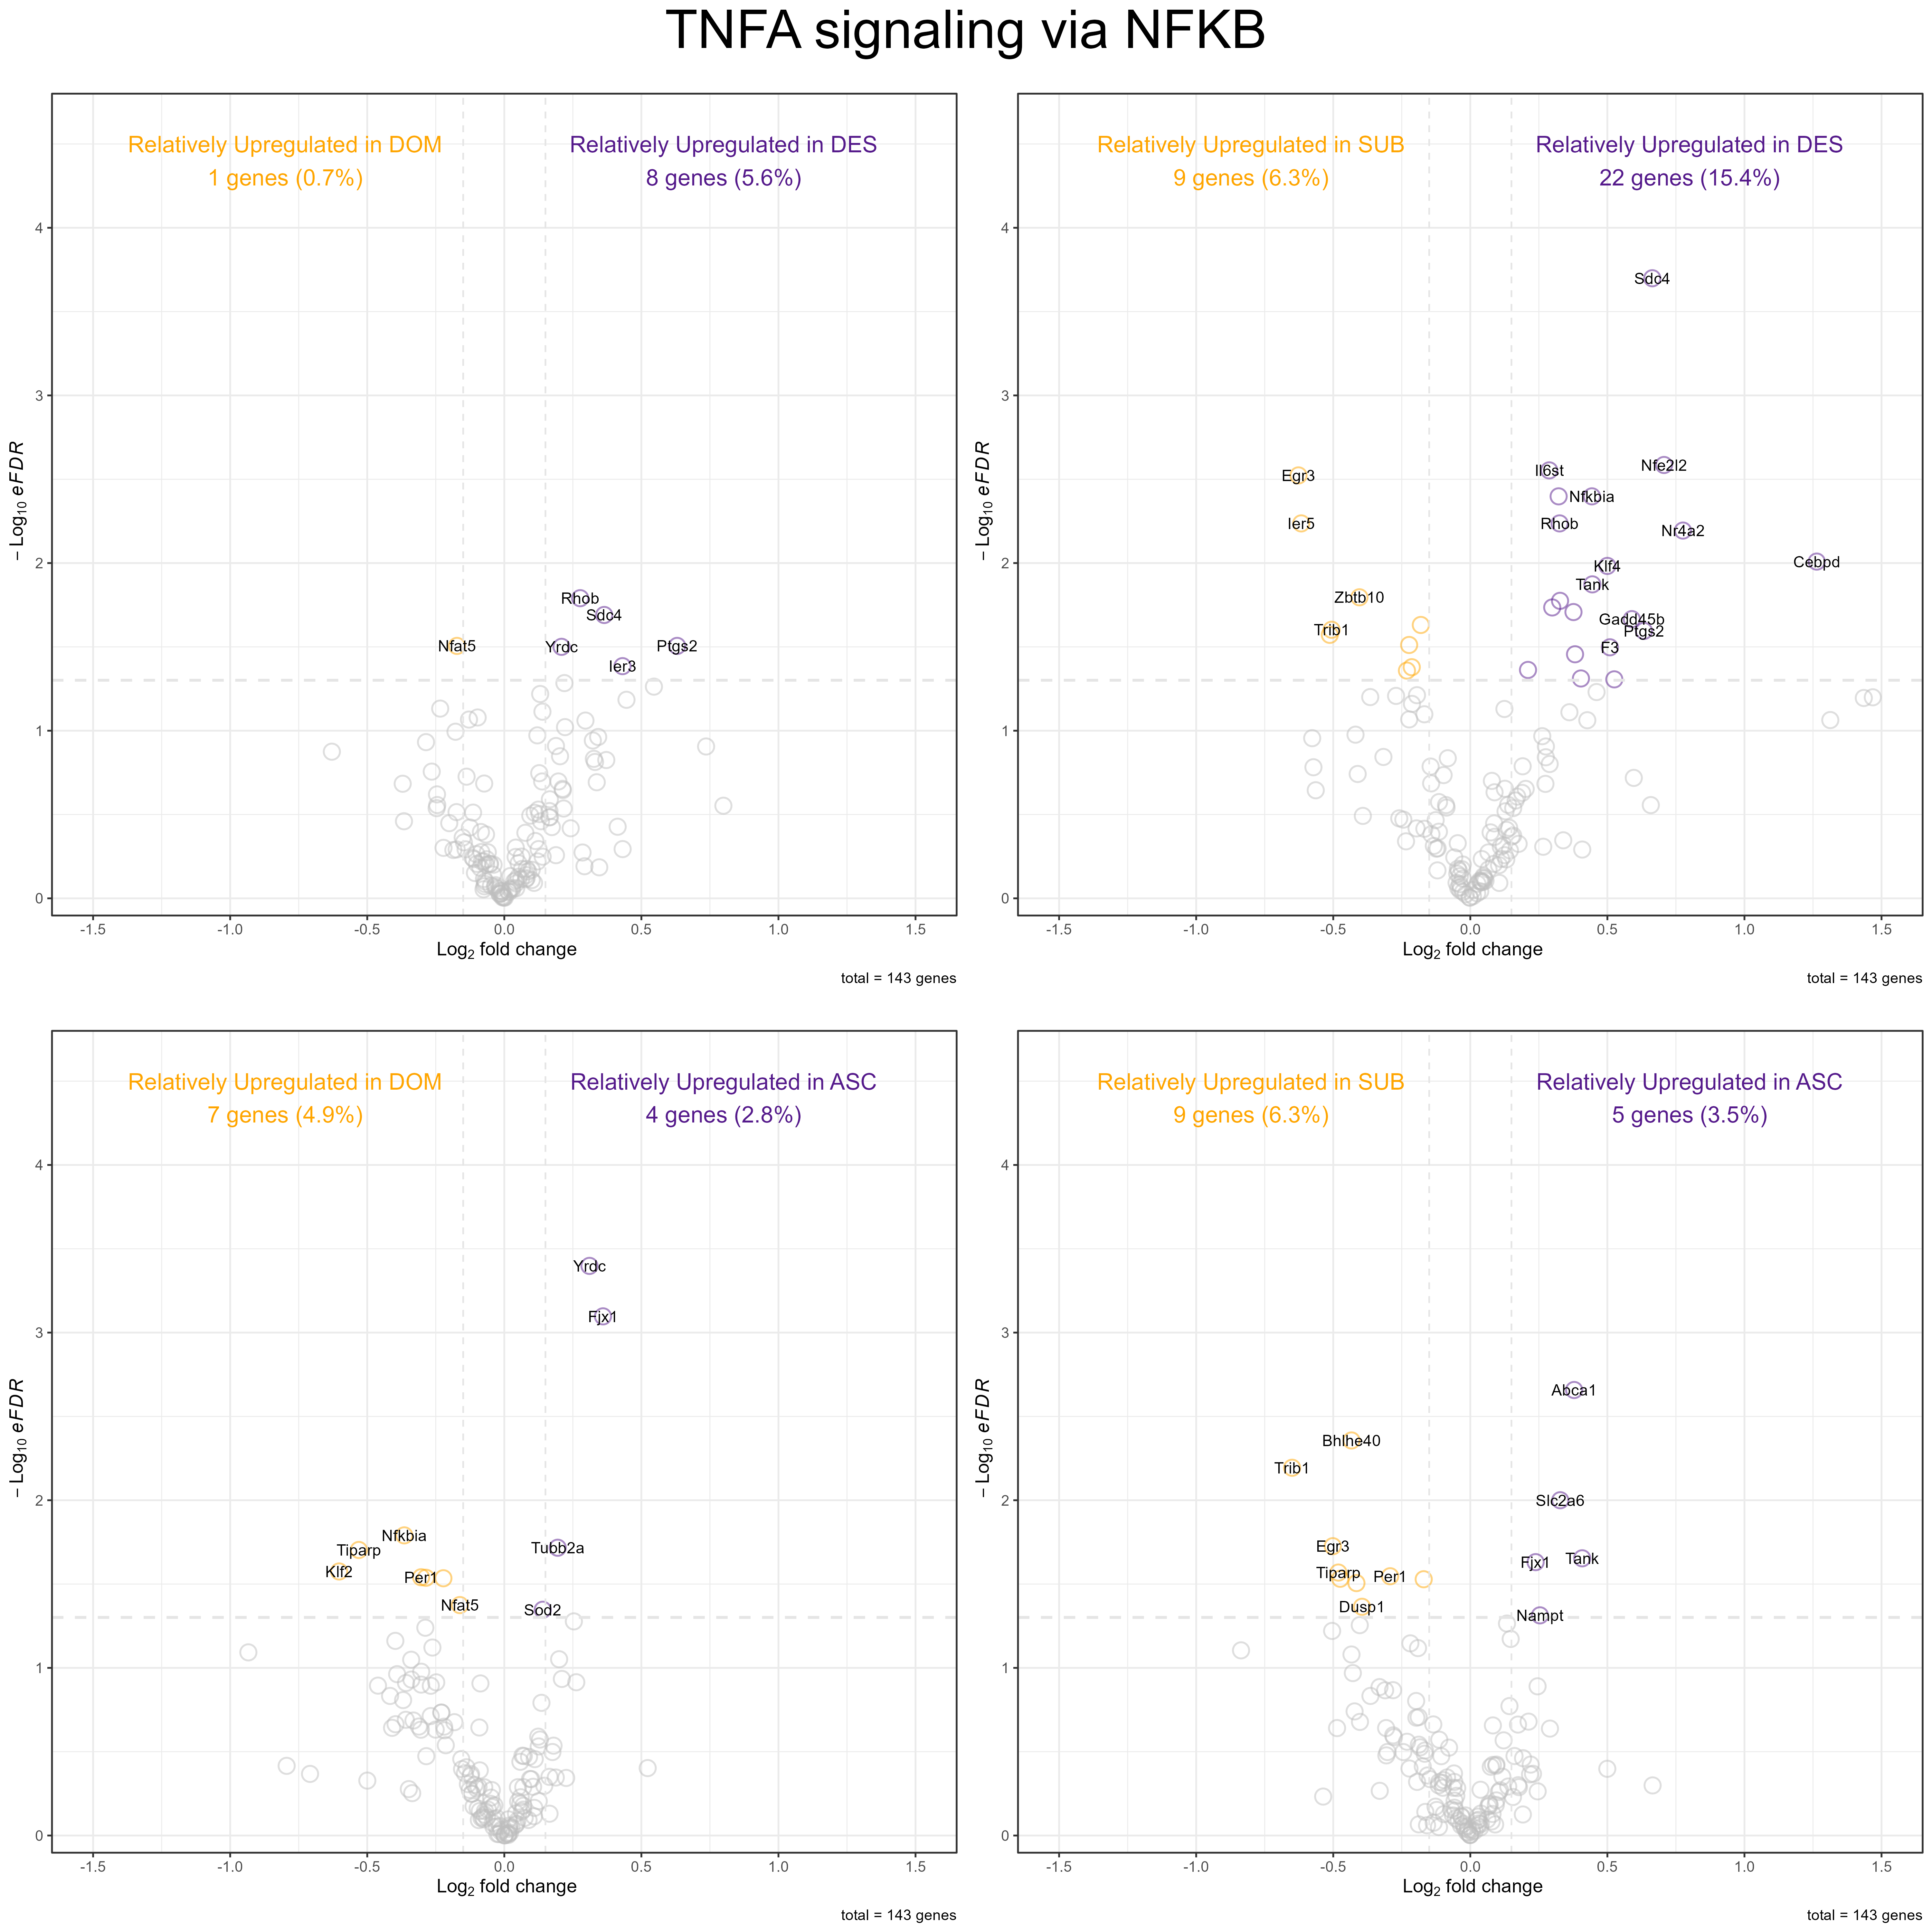 TNFA signaling via NFKB
Relatively Upregulated in DOM
1 genes (0.7%)
Relatively Upregulated in DES
8 genes (5.6%)
4
3
2
1
0
− Log10 eFDR
Rhob
Sdc4
Nfat5
Yrdc
Ptgs2
Ier3
-1.5 -1.0 -0.5 0.0 0.5 1.0 1.5
Log2 fold change
total = 143 genes
Relatively Upregulated in SUB
9 genes (6.3%)
Relatively Upregulated in DES
22 genes (15.4%)
4
3
2
1
0
− Log10 eFDR
Sdc4
Nfe2l2
Il6st
Egr3
Nfkbia
Ier5
Rhob
Nr4a2
Cebpd
Klf4
Tank
Zbtb10
Gadd45b
Trib1
Ptgs2
F3
-1.5 -1.0 -0.5 0.0 0.5 1.0 1.5
Log2 fold change
total = 143 genes
Relatively Upregulated in DOM
7 genes (4.9%)
Relatively Upregulated in ASC
4 genes (2.8%)
4
3
2
1
0
− Log10 eFDR
Yrdc
Fjx1
Nfkbia
Tiparp
Tubb2a
Klf2
Per1
Nfat5
Sod2
-1.5 -1.0 -0.5 0.0 0.5 1.0 1.5
Log2 fold change
total = 143 genes
Relatively Upregulated in SUB
9 genes (6.3%)
Relatively Upregulated in ASC
5 genes (3.5%)
4
3
2
1
0
− Log10 eFDR
Abca1
Bhlhe40
Trib1
Slc2a6
Egr3
Tank
Fjx1
Tiparp
Per1
Dusp1
Nampt
-1.5 -1.0 -0.5 0.0 0.5 1.0 1.5
Log2 fold change
total = 143 genes